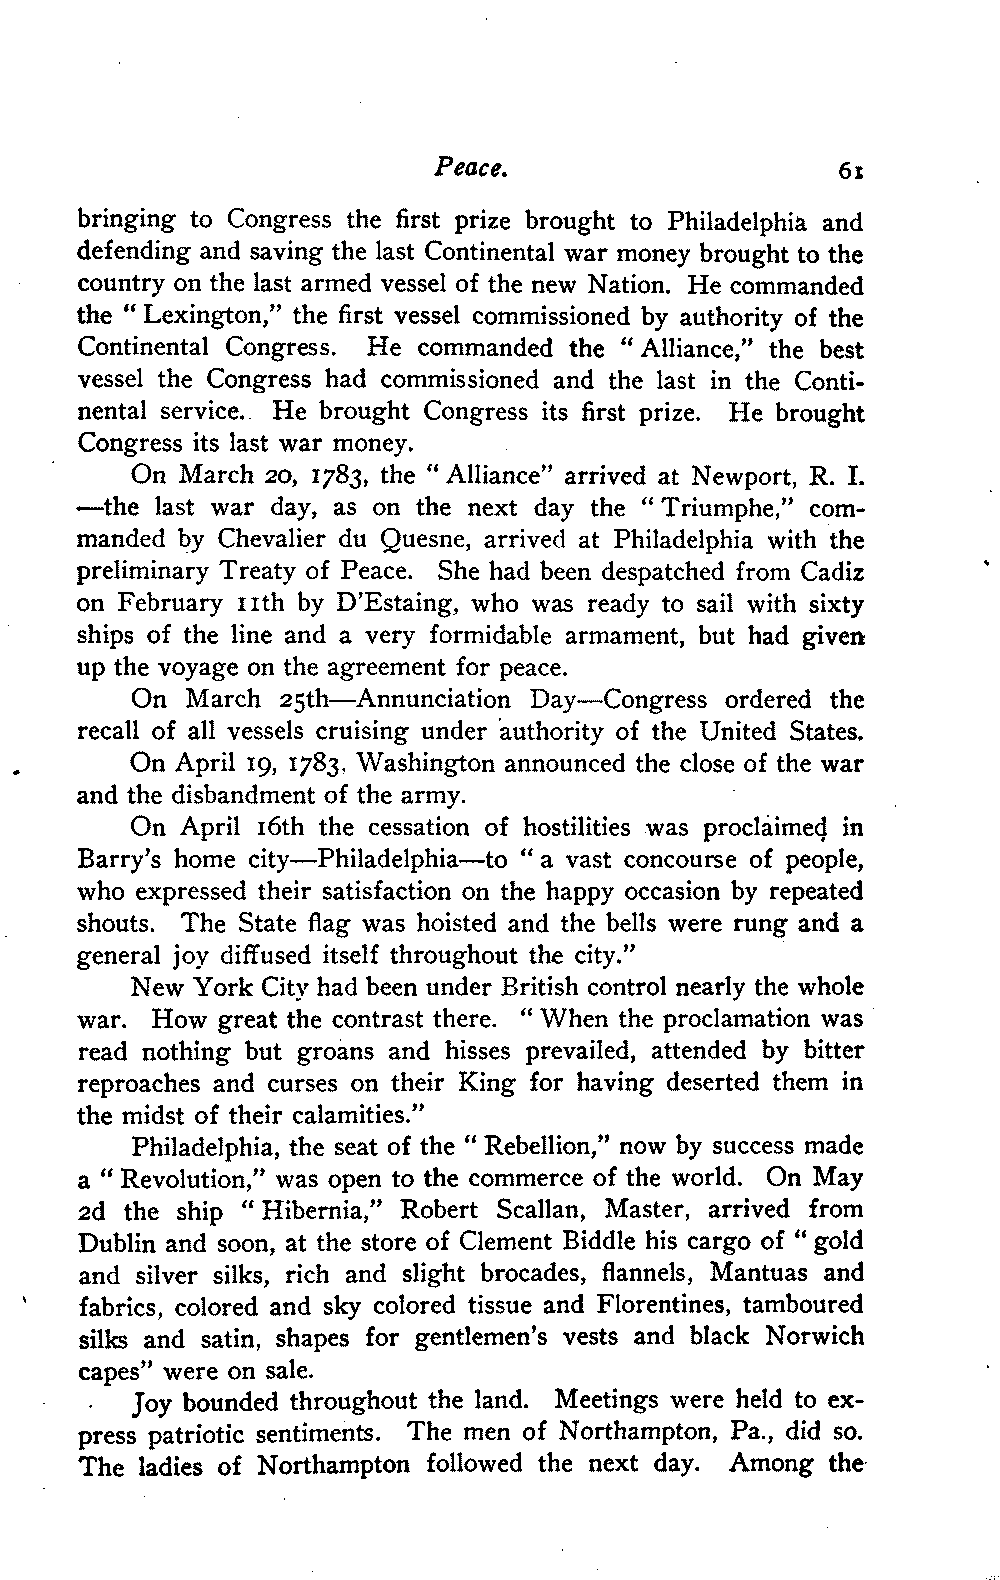 Peace. 61
bringing to Congress the first prize brought to Philadelphia and
defending and saving the last Continental war money brought to the
country on the last armed vessel of the new Nation. He commanded
the " Lexington," the first vessel commissioned by authority of the
Continental Congress. He commanded the " Alliance," the best
vessel the Congress had commissioned and the last in the Conti-
nental service. He brought Congress its first prize. He brought
Congress its last war money.
On March 20, 1783, the " Alliance" arrived at Newport, R. I.
—the last war day, as on the next day the " Triumphe," com-
manded by Chevalier du Quesne, arrived at Philadelphia with the
preliminary Treaty of Peace. She had been despatched from Cadiz
on February 11th by D'Estaing, who was ready to sail with sixty
ships of the line and a very formidable armament, but had given
up the voyage on the agreement for peace.
On March 25th—Annunciation Day—Congress ordered the
recall of all vessels cruising under authority of the United States.
On April 19, 1783, Washington announced the close of the war
and the disbandment of the army.
On April 16th the cessation of hostilities was proclaimed in
Barry's home city—Philadelphia—to " a vast concourse of people,
who expressed their satisfaction on the happy occasion by repeated
shouts. The State flag was hoisted and the bells were rung and a
general joy diffused itself throughout the city."
New York City had been under British control nearly the whole
war. How great the contrast there. " When the proclamation was
read nothing but groans and hisses prevailed, attended by bitter
reproaches and curses on their King for having deserted them in
the midst of their calamities."
Philadelphia, the seat of the " Rebellion," now by success made
a " Revolution," was open to the commerce of the world. On May
2d the ship " Hibernia," Robert Scallan, Master, arrived from
Dublin and soon, at the store of Clement Biddle his cargo of " gold
and silver silks, rich and slight brocades, flannels, Mantuas and
fabrics, colored and sky colored tissue and Florentines, tamboured
silks and satin, shapes for gentlemen's vests and black Norwich
capes" were on sale.
Joy bounded throughout the land. Meetings were held to ex-
press patriotic sentiments. The men of Northampton, Pa., did so.
The ladies of Northampton followed the next day. Among the